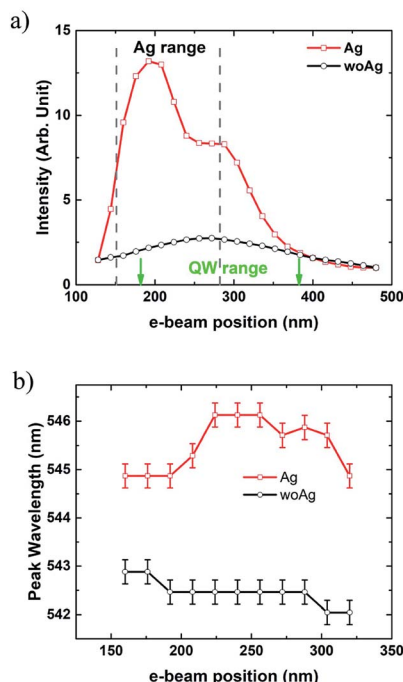 a)
Ag range
Ag
woAg
15
10
5
0
Intensity (Arb. Unit)
QW range
100
200
300
400
500
e-beam position (nm)
b)
546
545
544
543
542
Peak Wavelength (nm)
Ag
woAg
150
200
250
300
350
e-beam position (nm)